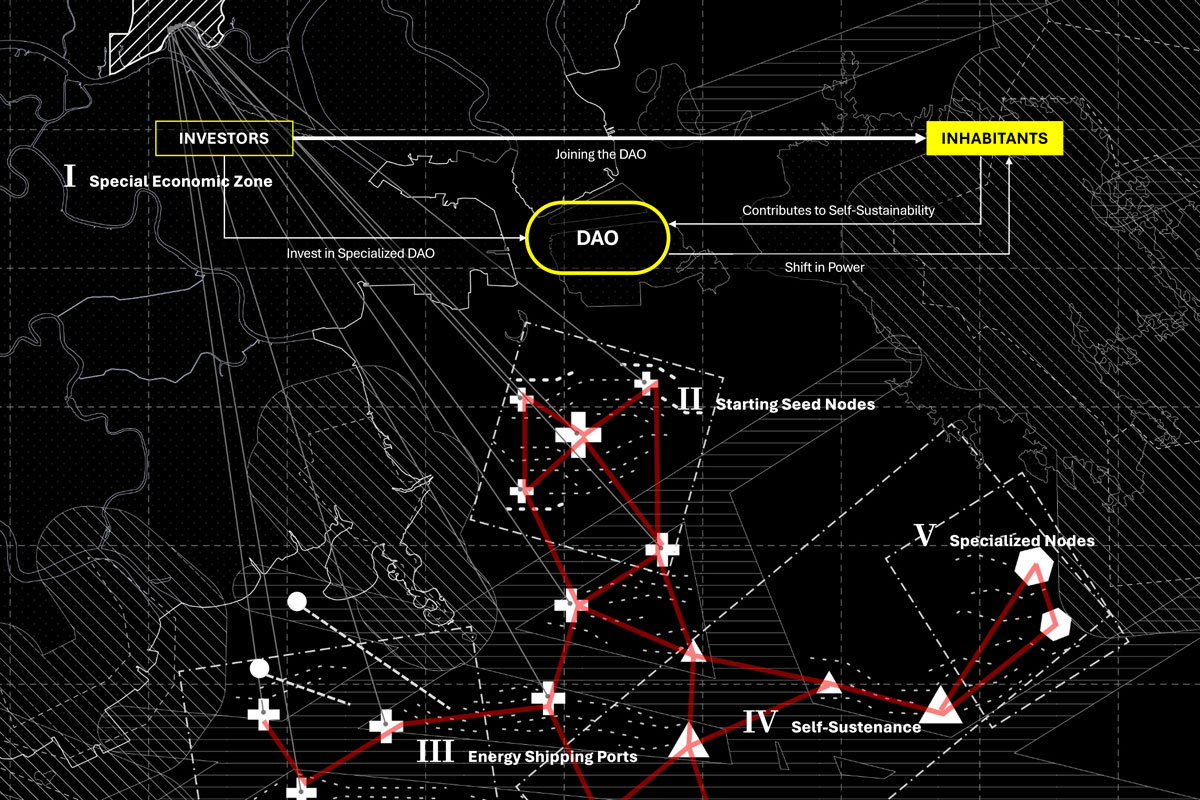 INVESTORS
INHABITANTS
Joining the DAO
I Special Economic Zone
Contributes to Self-Sustainability
DAO
Invest in Specialized DAO
Shift in Power
II Starting Seed Nodes
V Specialized Nodes
IV Self-Sustenance
III Energy Shipping Ports